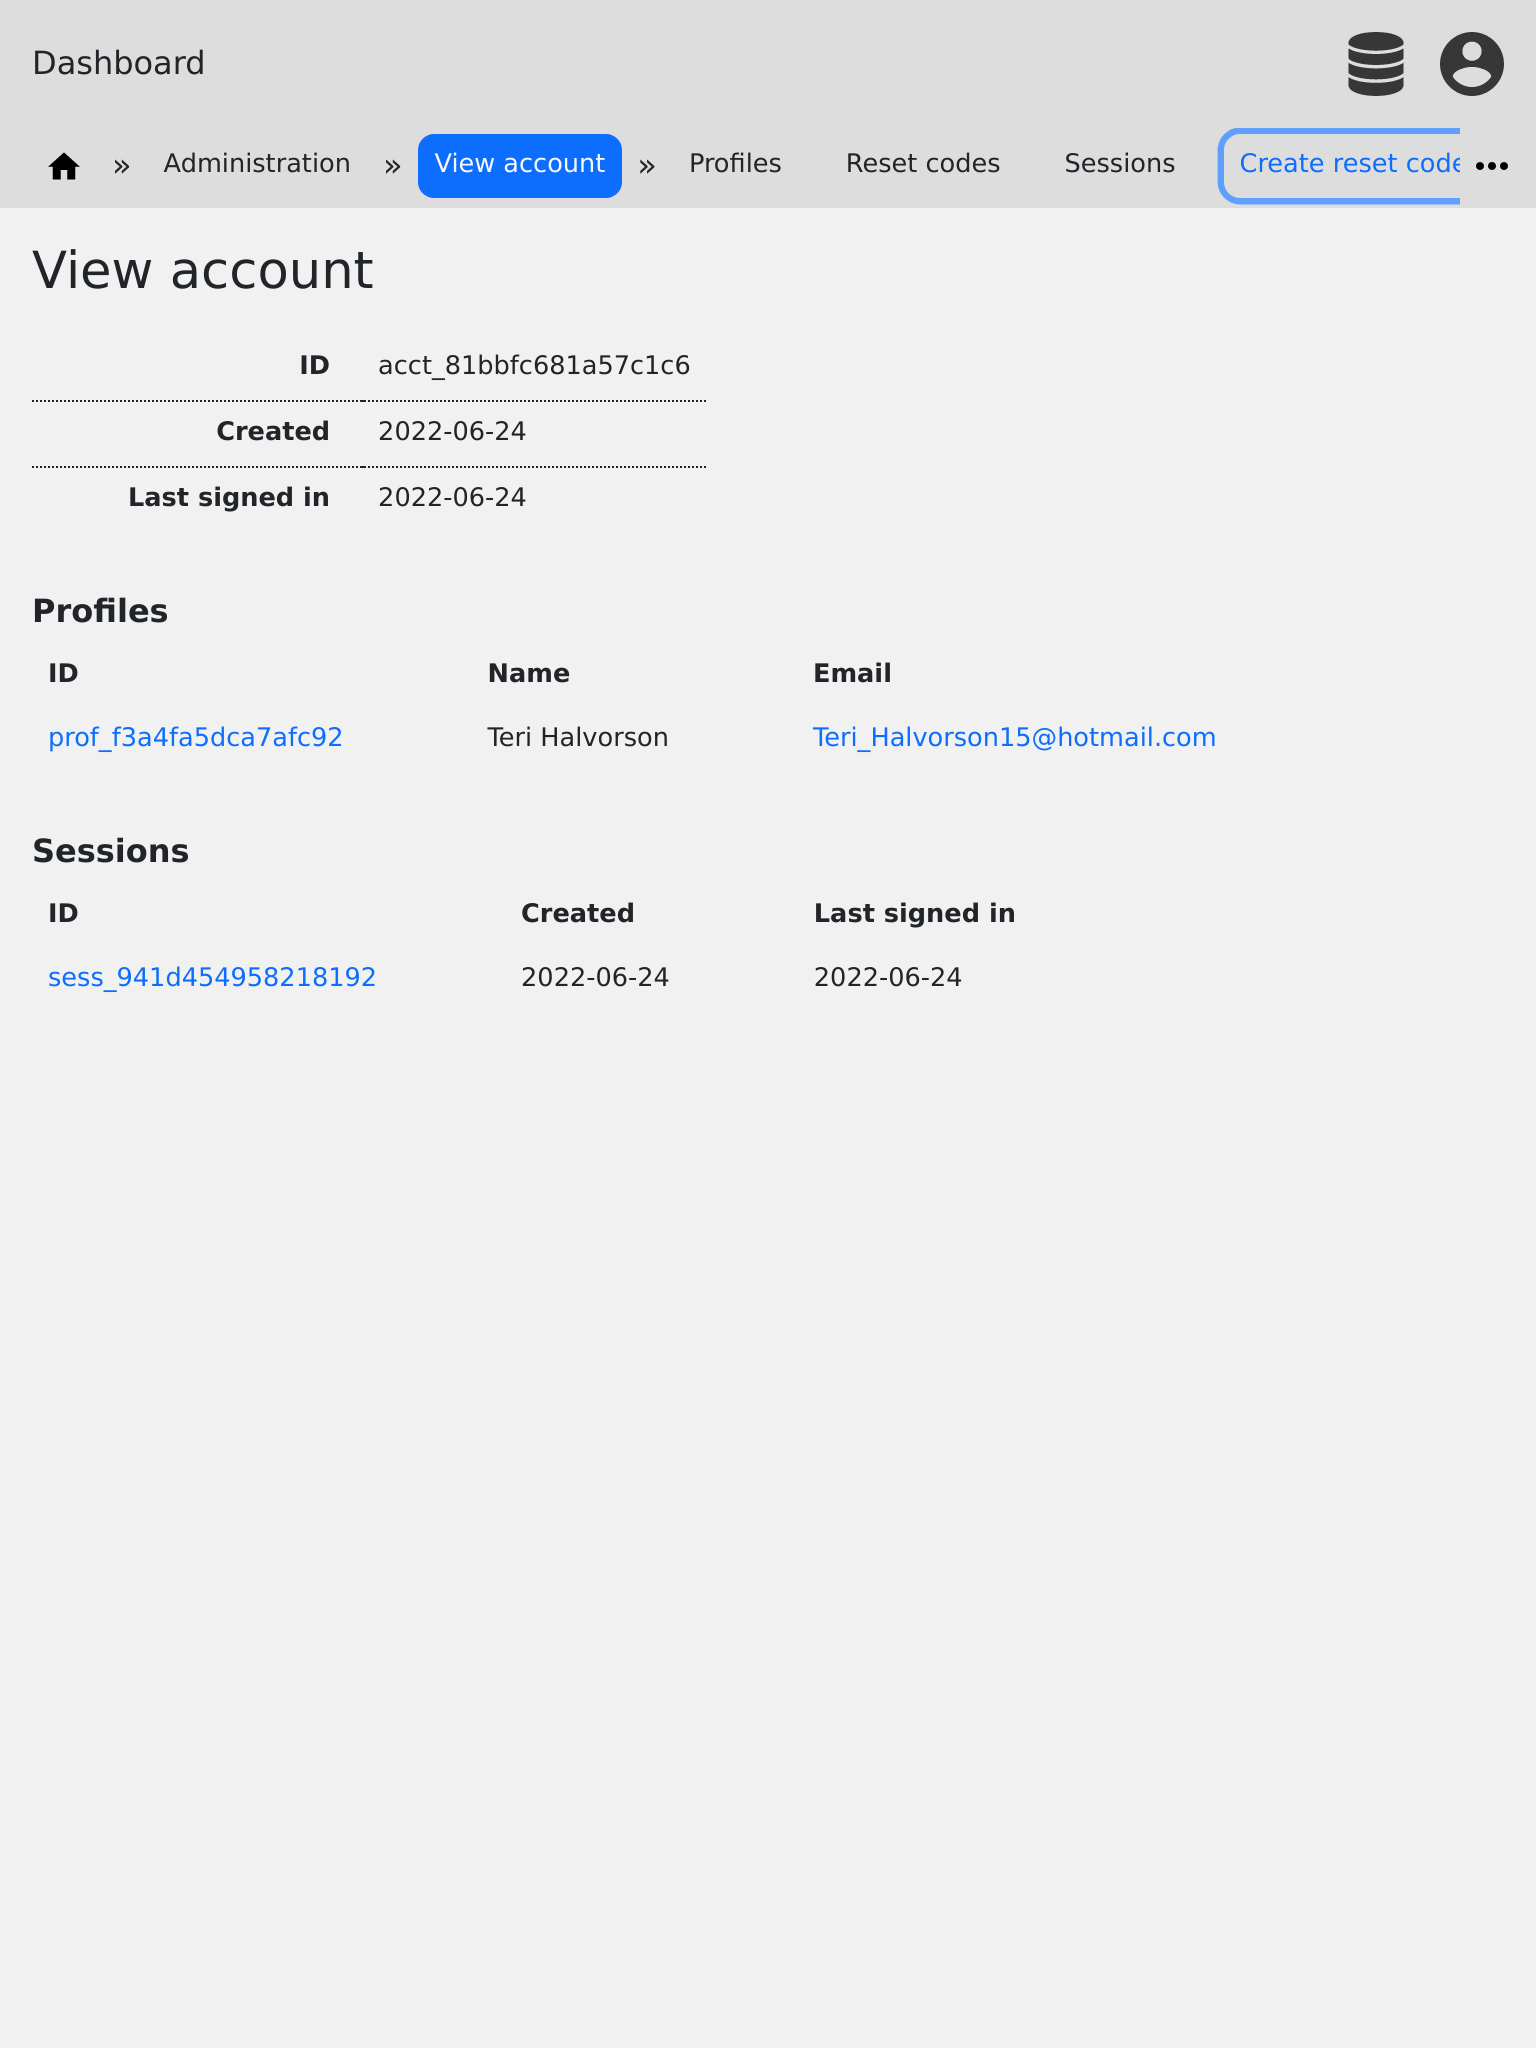 Dashboard
» Administration » View account » Profiles Reset codes Sessions Create reset code
View account
ID acct_81bbfc681a57c1c6
Created 2022-06-24
Last signed in 2022-06-24
Profiles
ID Name Email
prof_f3a4fa5dca7afc92 Teri Halvorson Teri_Halvorson15@hotmail.com
Sessions
ID Created Last signed in
sess_941d454958218192 2022-06-24 2022-06-24